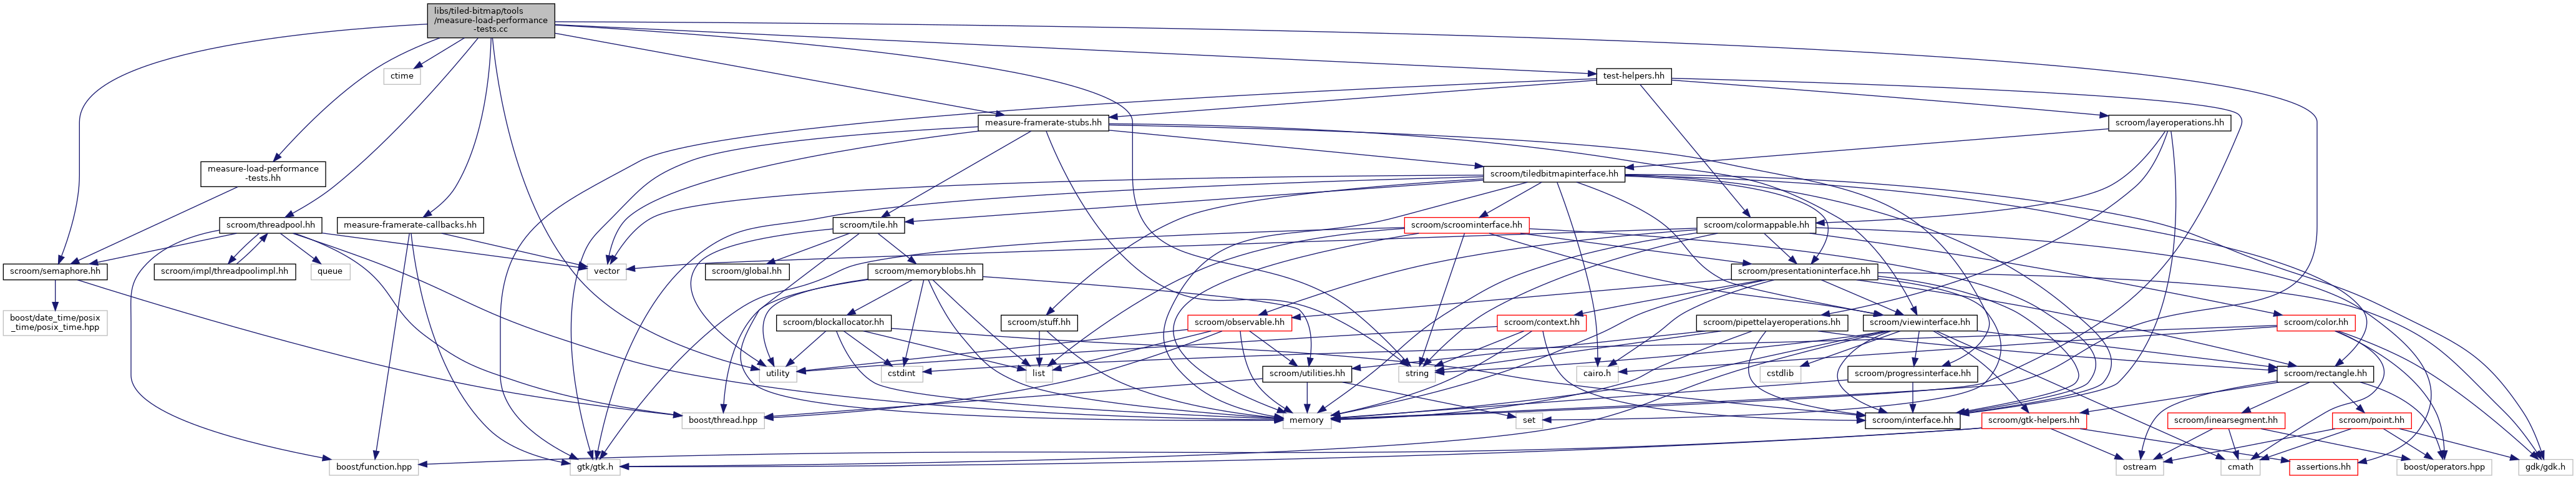 libs/tiled-bitmap/tools
/measure-load-performance
-tests.cc
ctime
test-helpers.hh
measure-framerate-stubs.hh
scroom/layeroperations.hh
measure-load-performance
-tests.hh
scroom/tiledbitmapinterface.hh
scroom/threadpool.hh
measure-framerate-callbacks.hh
scroom/tile.hh
scroom/scroominterface.hh
scroom/colormappable.hh
scroom/semaphore.hh
scroom/impl/threadpoolimpl.hh
queue
vector
scroom/global.hh
scroom/memoryblobs.hh
scroom/presentationinterface.hh
boost/date_time/posix
_time/posix_time.hpp
scroom/blockallocator.hh
scroom/stuff.hh
scroom/observable.hh
scroom/context.hh
scroom/pipettelayeroperations.hh
scroom/viewinterface.hh
scroom/color.hh
utility
cstdint
list
scroom/utilities.hh
string
cairo.h
cstdlib
scroom/progressinterface.hh
scroom/rectangle.hh
boost/thread.hpp
memory
set
scroom/interface.hh
scroom/gtk-helpers.hh
scroom/linearsegment.hh
scroom/point.hh
boost/function.hpp
gtk/gtk.h
ostream
cmath
assertions.hh
boost/operators.hpp
gdk/gdk.h